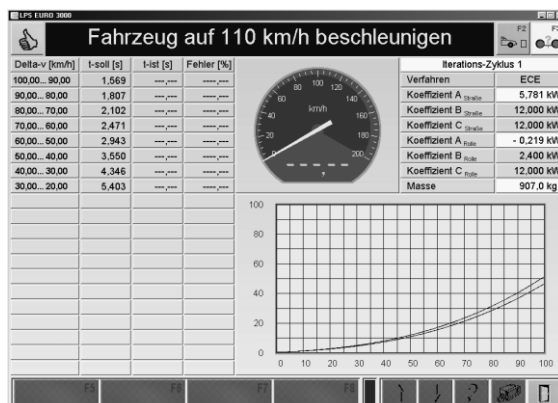 LPS EURO 3000
Fahrzeug auf 110 km/h beschleunigen
F2
Delta-v [km/h] t-soll [s] t-ist [s] Fehler [%]
100,00... 90,00 1,569 ---,--- ----,---
90,00... 80,00 1,807 ---,--- ----,---
80,00... 70,00 2,102 ---,--- ----,---
70,00... 60,00 2,471 ---,--- ----,---
60,00... 50,00 2,943 ---,--- ----,---
50,00... 40,00 3,550 ---,--- ----,---
40,00... 30,00 4,346 ---,--- ----,---
30,00... 20,00 5,403 ---,--- ----,---
km/h
0 20 40 60 80 100 120 140 160 180 200
Iterations-Zyklus 1
Verfahren ECE
Koeffizient A Straße 5,781 kW
Koeffizient B Straße 12,000 kW
Koeffizient C Straße 12,000 kW
Koeffizient A Rolle - 0,219 kW
Koeffizient B Rolle 2,400 kW
Koeffizient C Rolle 12,000 kW
Masse 907,0 kg
100
80
60
40
20
0
0 10 20 30 40 50 60 70 80 90 100
F5 F6 F7 F8